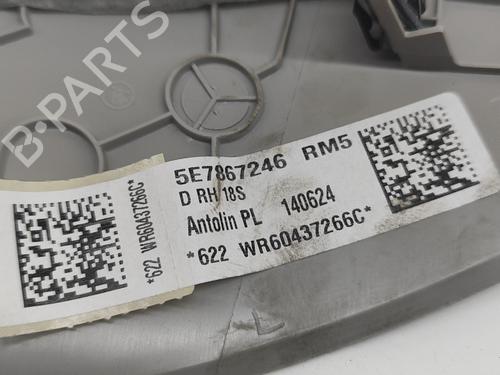 B-PARTS
5E7867246 RM5
D RH 18S
Antolin PL 140624
*622 WR60437266C*
*622 WR60437266C*